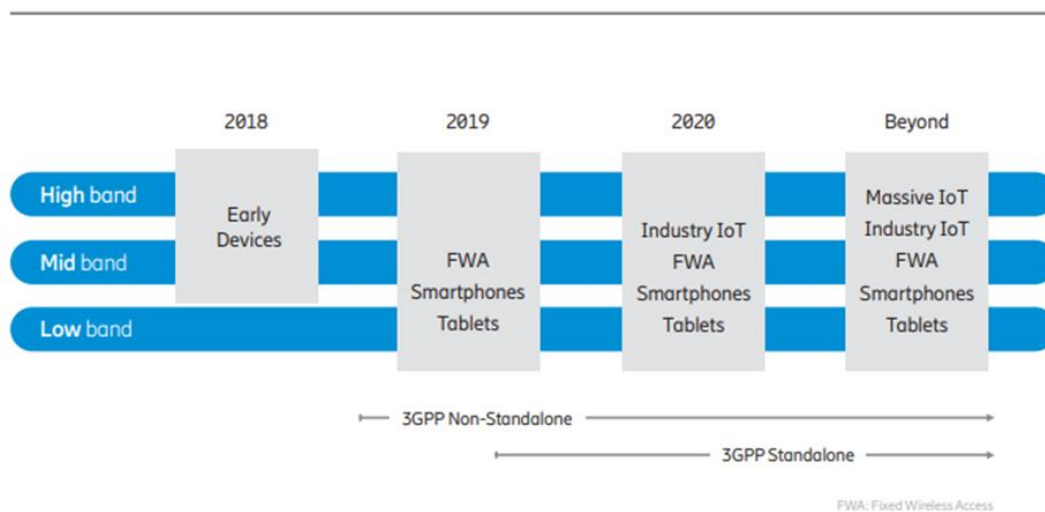 2018
2019
2020
Beyond
High band
Mid band
Low band
Early
Devices
FWA
Smartphones
Tablets
Industry IoT
FWA
Smartphones
Tablets
Massive IoT
Industry IoT
FWA
Smartphones
Tablets
3GPP Non-Standalone
3GPP Standalone
FWA: Fixed Wireless Access